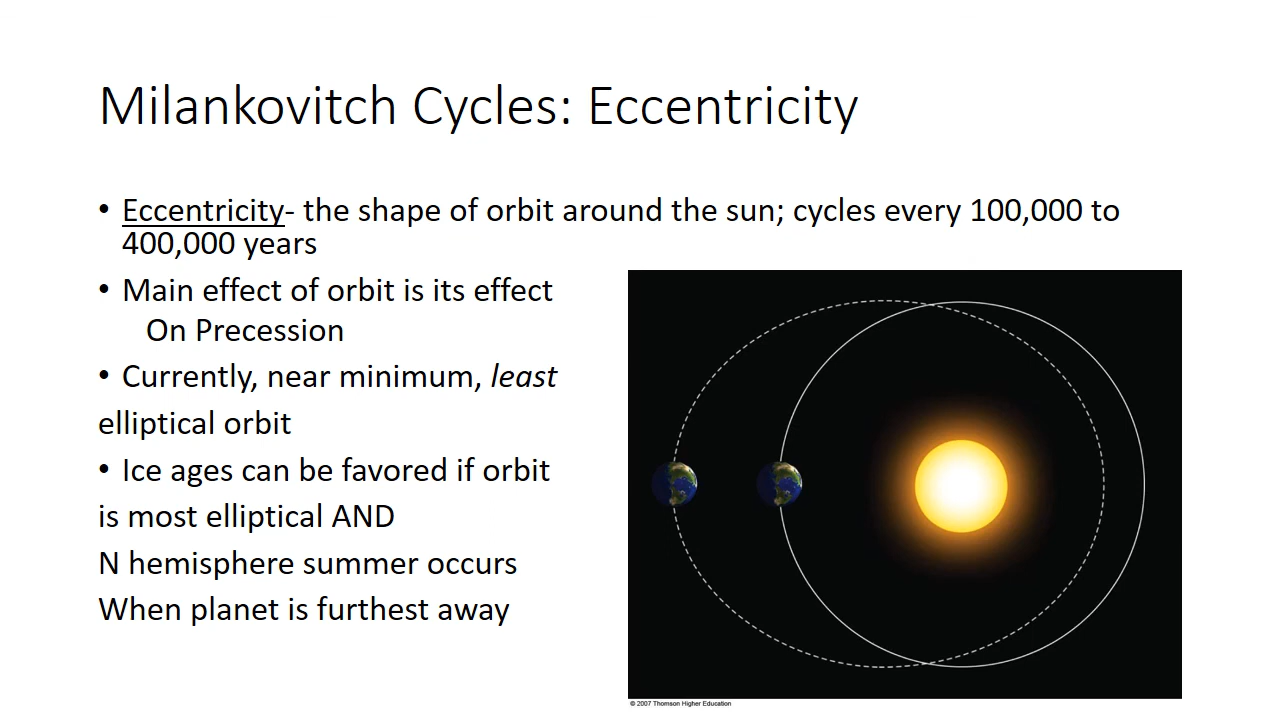 Milankovitch Cycles: Eccentricity
• Eccentricity- the shape of orbit around the sun; cycles every 100,000 to
400,000 years
• Main effect of orbit is its effect
On Precession
• Currently, near minimum, least
elliptical orbit
• Ice ages can be favored if orbit
is most elliptical AND
N hemisphere summer occurs
When planet is furthest away
© 2007 Thomson Higher Education